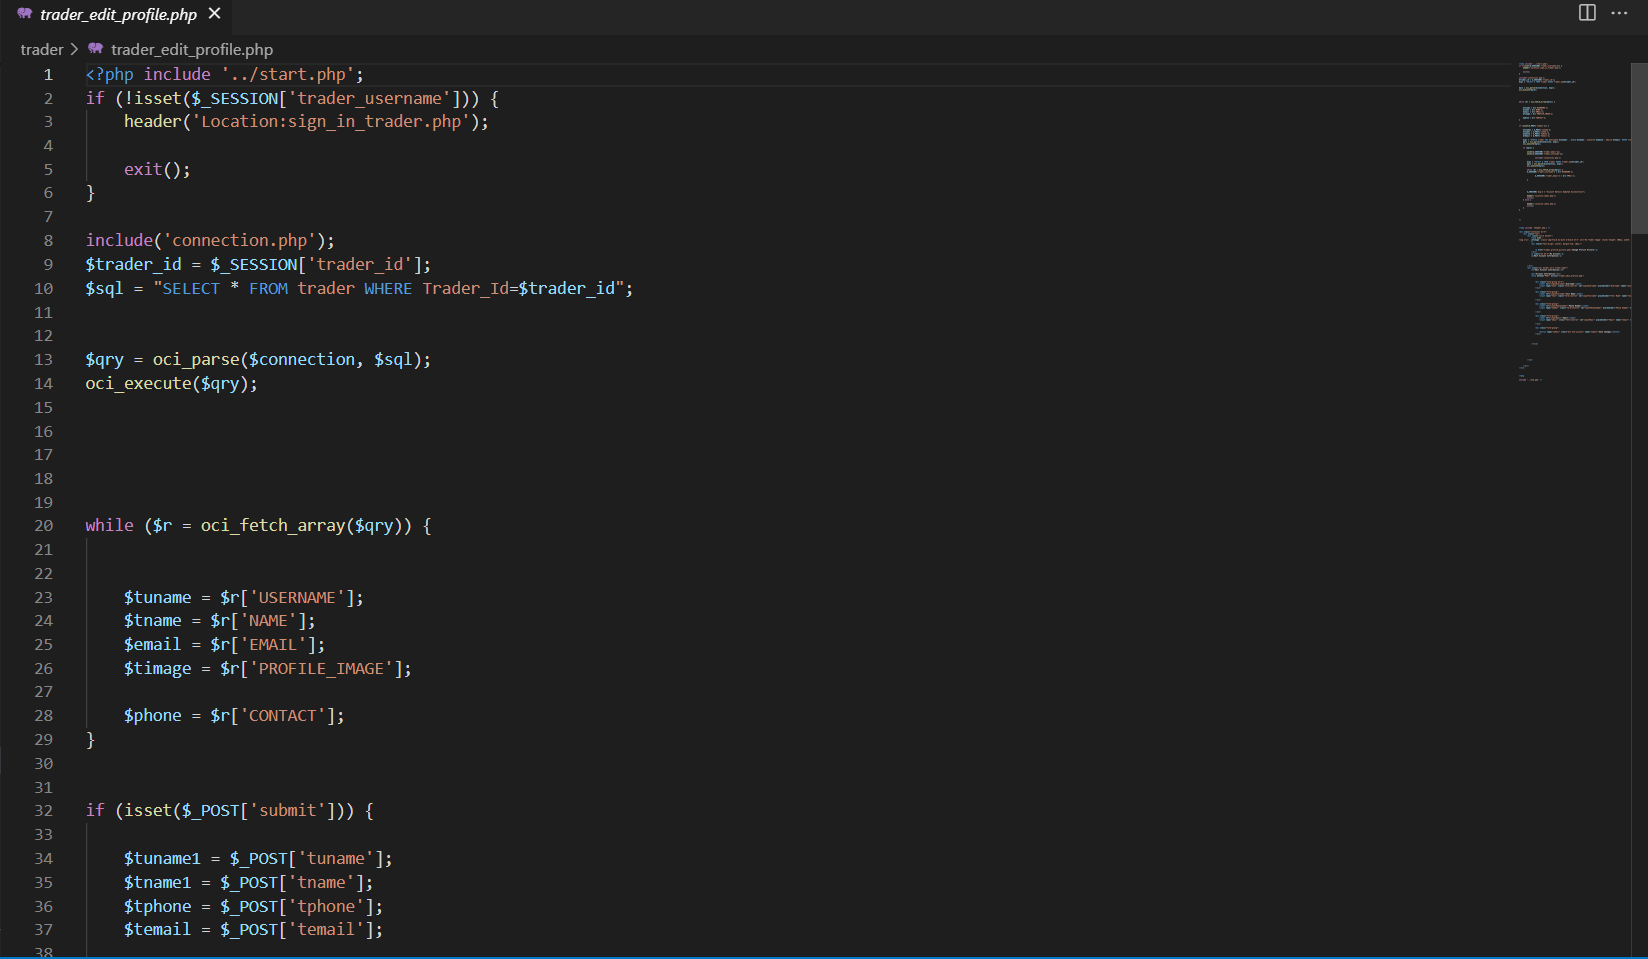 trader_edit_profile.php
trader > trader_edit_profile.php
1 <?php include '../start.php';
2 if (!isset($_SESSION['trader_username'])) {
3 header('Location:sign_in_trader.php');
4
5 exit();
6 }
7
8 include('connection.php');
9 $trader_id = $_SESSION['trader_id'];
10 $sql = "SELECT * FROM trader WHERE Trader_Id=$trader_id";
11
12
13 $qry = oci_parse($connection, $sql);
14 oci_execute($qry);
15
16
17
18
19
20 while ($r = oci_fetch_array($qry)) {
21
22
23 $tuname = $r['USERNAME'];
24 $tname = $r['NAME'];
25 $email = $r['EMAIL'];
26 $timage = $r['PROFILE_IMAGE'];
27
28 $phone = $r['CONTACT'];
29 }
30
31
32 if (isset($_POST['submit'])) {
33
34 $tuname1 = $_POST['tuname'];
35 $tname1 = $_POST['tname'];
36 $tphone = $_POST['tphone'];
37 $temail = $_POST['temail'];
38